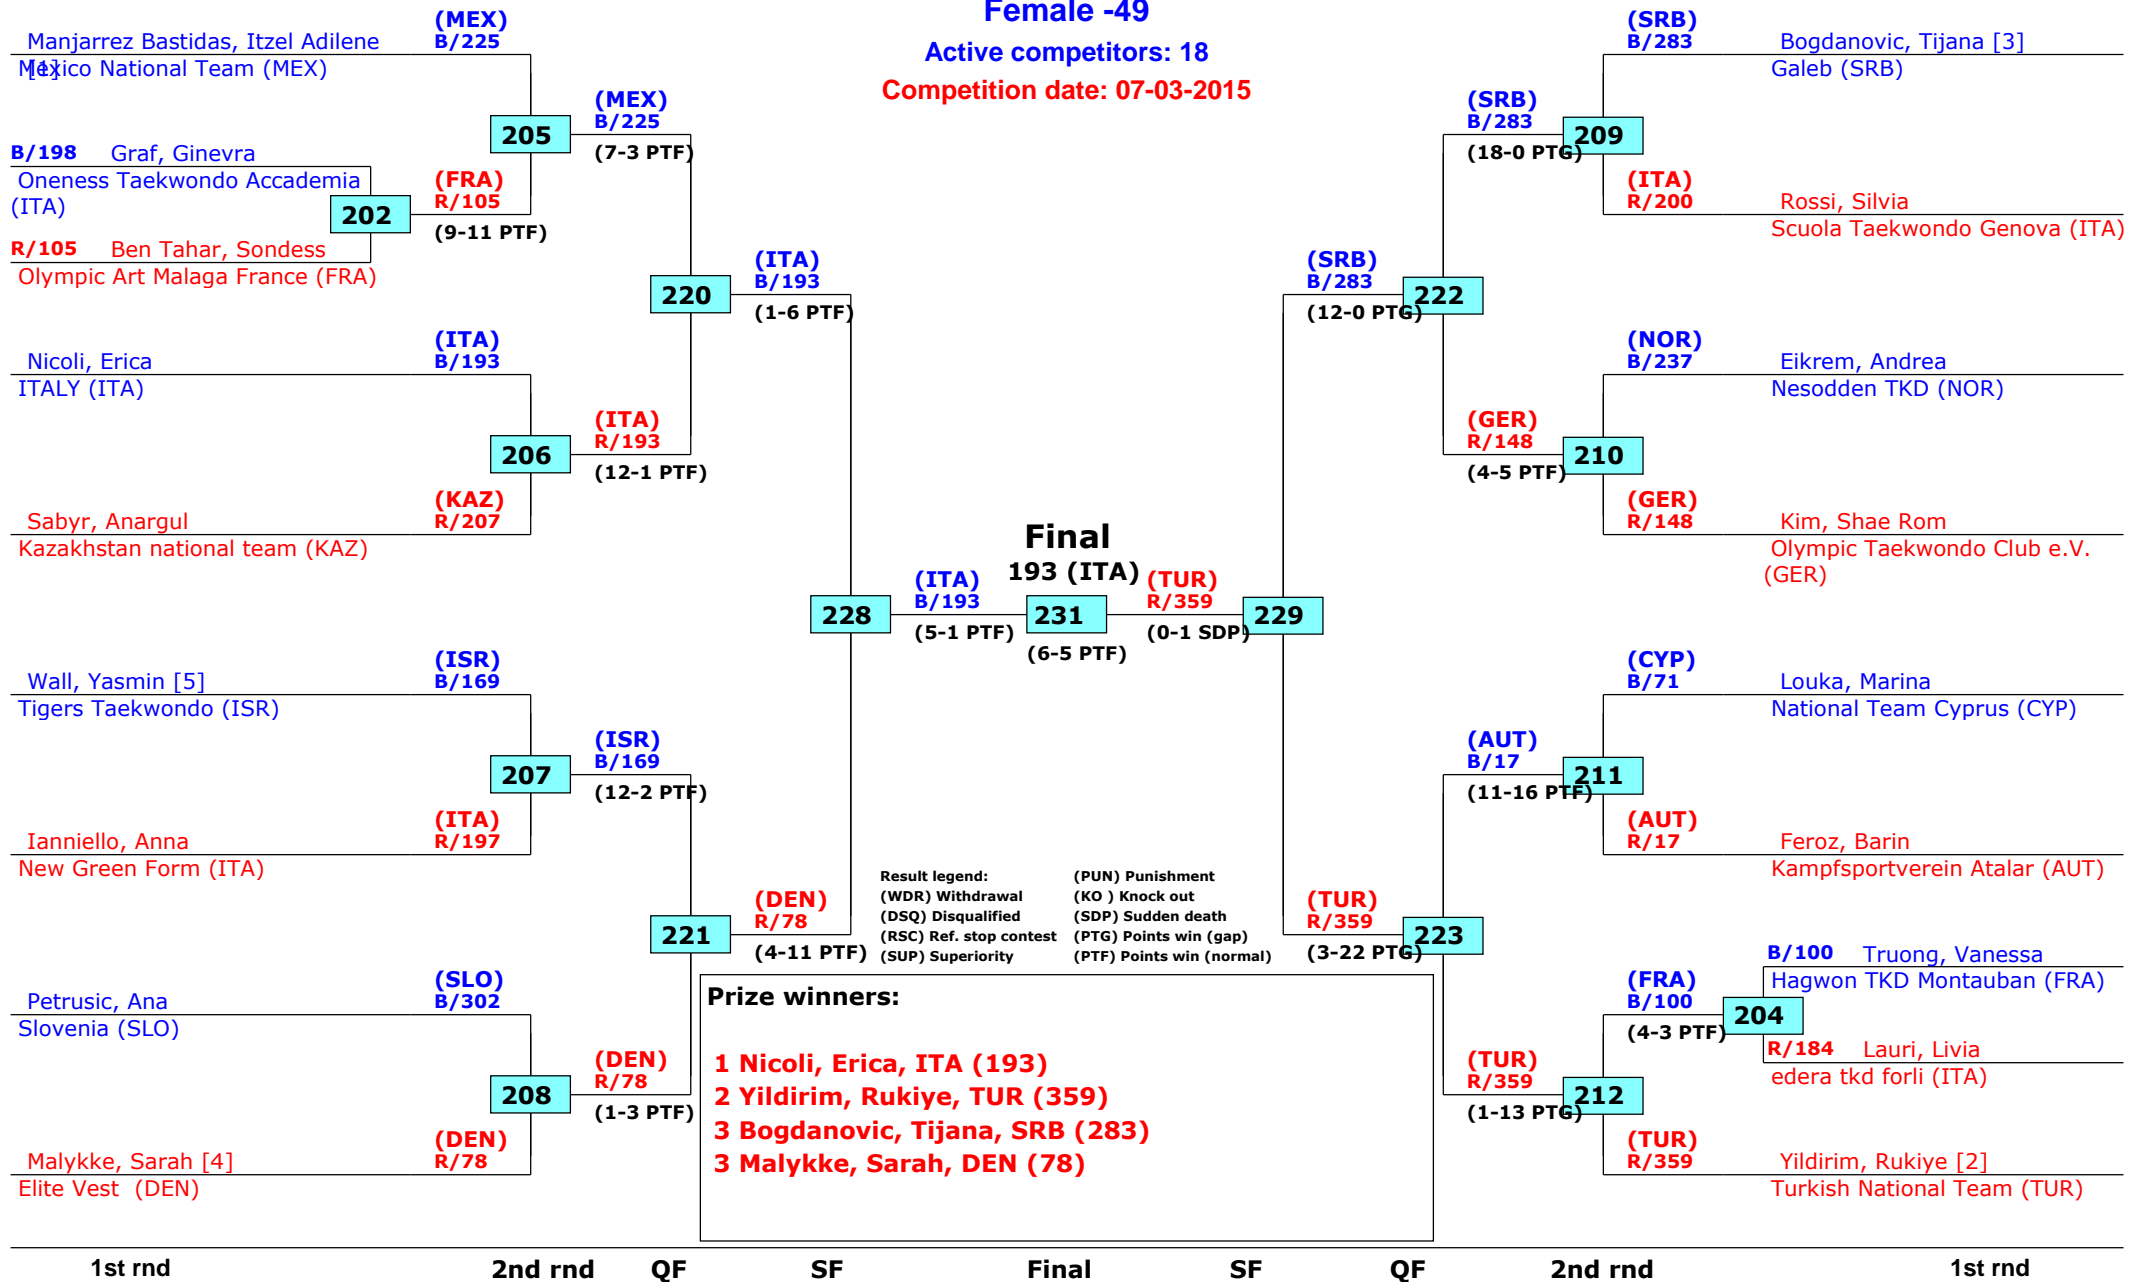 Female -49
Active competitors: 18
Competition date: 07-03-2015
Manjarrez Bastidas, Itzel Adilene
[1]
Mexico National Team (MEX)
(MEX)
B/225
B/198 Graf, Ginevra
Oneness Taekwondo Accademia
(ITA)
202
R/105 Ben Tahar, Sondess
Olympic Art Malaga France (FRA)
(FRA)
R/105
(9-11 PTF)
205
(MEX)
B/225
(7-3 PTF)
Nicoli, Erica
ITALY (ITA)
(ITA)
B/193
206
Sabyr, Anargul
Kazakhstan national team (KAZ)
(KAZ)
R/207
(ITA)
R/193
(12-1 PTF)
220
(ITA)
B/193
(1-6 PTF)
Wall, Yasmin [5]
Tigers Taekwondo (ISR)
(ISR)
B/169
207
Ianniello, Anna
New Green Form (ITA)
(ITA)
R/197
(ISR)
B/169
(12-2 PTF)
Petrusic, Ana
Slovenia (SLO)
(SLO)
B/302
208
Malykke, Sarah [4]
Elite Vest (DEN)
(DEN)
R/78
(DEN)
R/78
(1-3 PTF)
221
(DEN)
R/78
(4-11 PTF)
228
(ITA)
B/193
(5-1 PTF)
Final
193 (ITA)
231
(6-5 PTF)
(TUR)
R/359
(0-1 SDP)
229
(SRB)
B/283
(12-0 PTG)
222
(SRB)
B/283
(18-0 PTG)
209
(SRB)
B/283
Bogdanovic, Tijana [3]
Galeb (SRB)
(ITA)
R/200
Rossi, Silvia
Scuola Taekwondo Genova (ITA)
(GER)
R/148
(4-5 PTF)
210
(NOR)
B/237
Eikrem, Andrea
Nesodden TKD (NOR)
(GER)
R/148
Kim, Shae Rom
Olympic Taekwondo Club e.V.
(GER)
(TUR)
R/359
(3-22 PTG)
223
(AUT)
B/17
(11-16 PTF)
211
(CYP)
B/71
Louka, Marina
National Team Cyprus (CYP)
(AUT)
R/17
Feroz, Barin
Kampfsportverein Atalar (AUT)
(TUR)
R/359
(1-13 PTG)
212
(FRA)
B/100
(4-3 PTF)
204
B/100 Truong, Vanessa
Hagwon TKD Montauban (FRA)
R/184 Lauri, Livia
edera tkd forli (ITA)
(TUR)
R/359
Yildirim, Rukiye [2]
Turkish National Team (TUR)
Result legend: (PUN) Punishment
(WDR) Withdrawal (KO ) Knock out
(DSQ) Disqualified (SDP) Sudden death
(RSC) Ref. stop contest (PTG) Points win (gap)
(SUP) Superiority (PTF) Points win (normal)
Prize winners:
1 Nicoli, Erica, ITA (193)
2 Yildirim, Rukiye, TUR (359)
3 Bogdanovic, Tijana, SRB (283)
3 Malykke, Sarah, DEN (78)
1st rnd 2nd rnd QF SF Final SF QF 2nd rnd 1st rnd